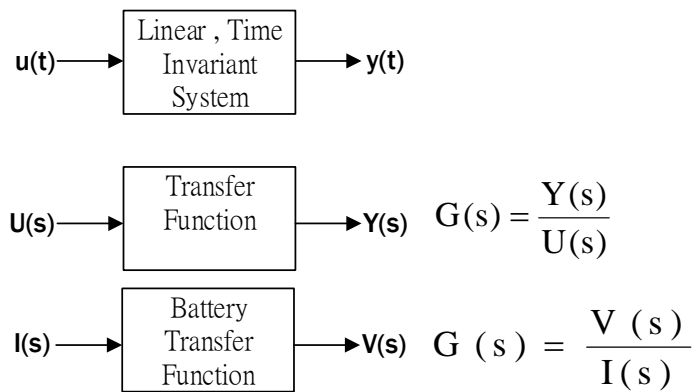 u(t) Linear , Time Invariant System y(t)
U(s) Transfer Function Y(s) G(s) = Y(s) / U(s)
I(s) Battery Transfer Function V(s) G (s) = V (s) / I(s)